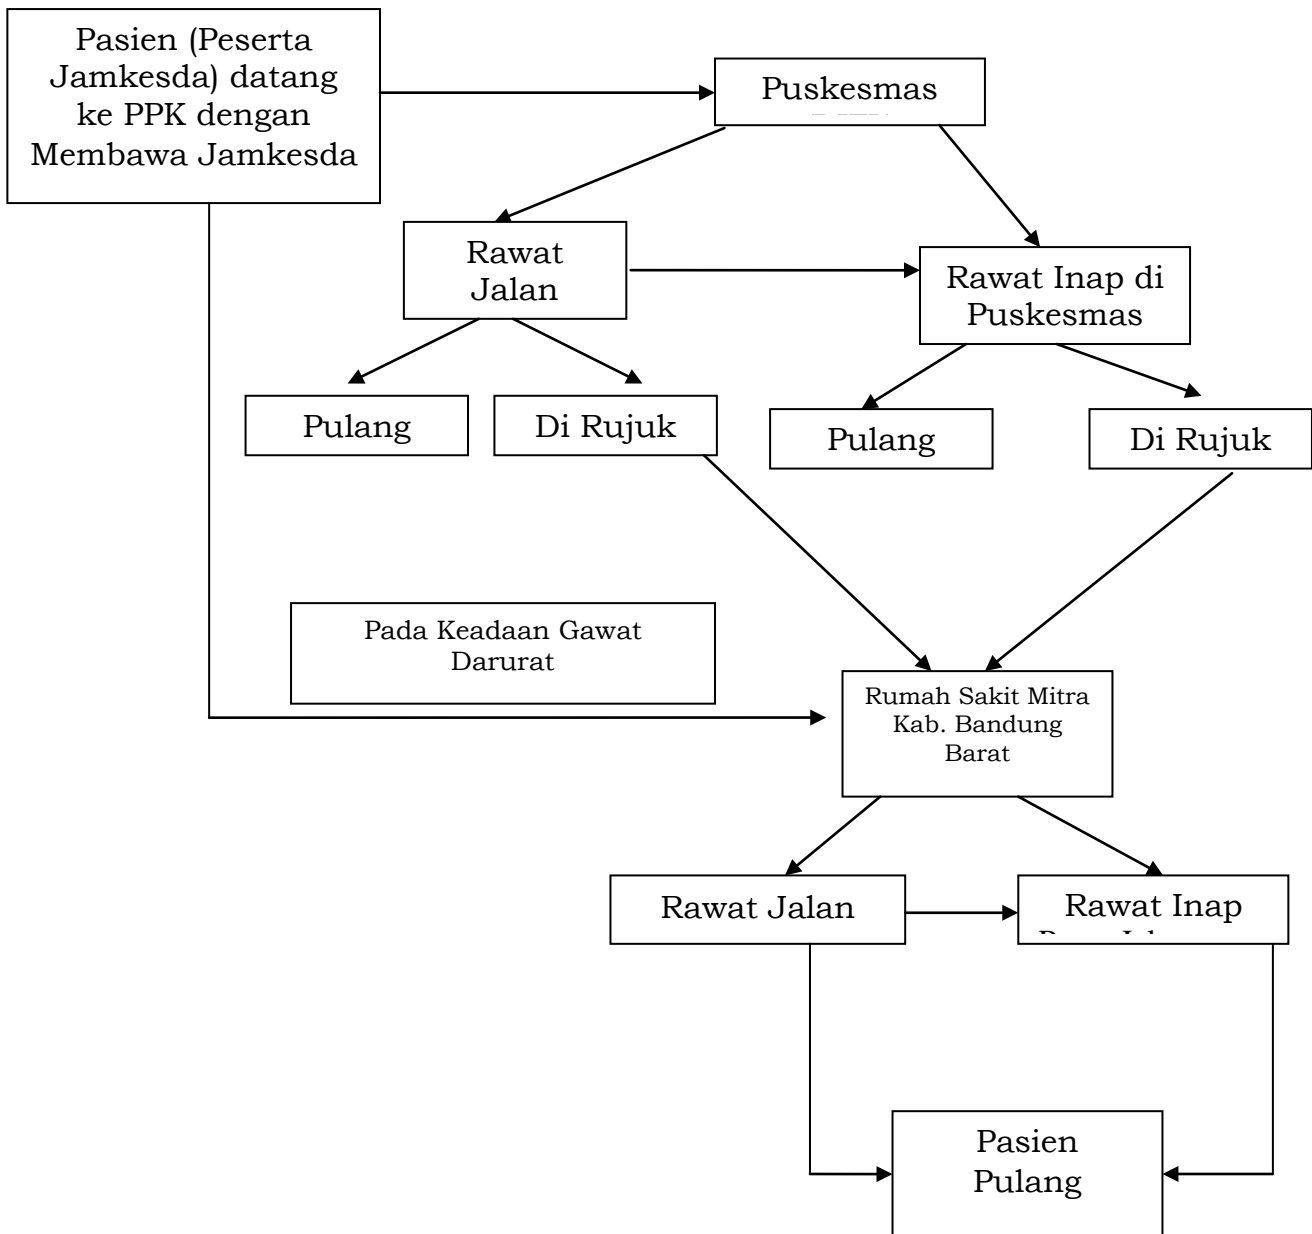 Pasien (Peserta
Jamkesda) datang
ke PPK dengan
Membawa Jamkesda
Puskesmas
Rawat
Jalan
Rawat Inap di
Puskesmas
Pulang
Di Rujuk
Pulang
Di Rujuk
Pada Keadaan Gawat
Darurat
Rumah Sakit Mitra
Kab. Bandung
Barat
Rawat Jalan
Rawat Inap
Pasien
Pulang